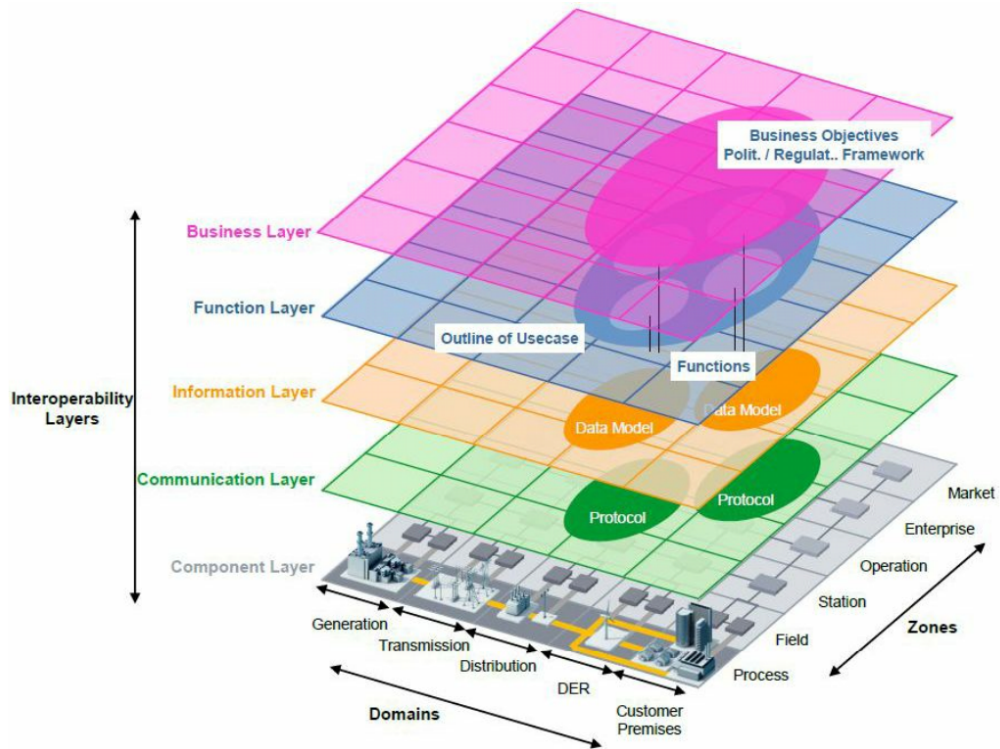 Business Objectives
Polit. / Regulat.. Framework
Business Layer
Function Layer
Outline of Usecase
Functions
Interoperability
Layers
Information Layer
Data Model
Data Model
Communication Layer
Protocol
Protocol
Component Layer
Market
Enterprise
Operation
Station
Field
Process
Zones
Generation
Transmission
Distribution
DER
Customer
Premises
Domains